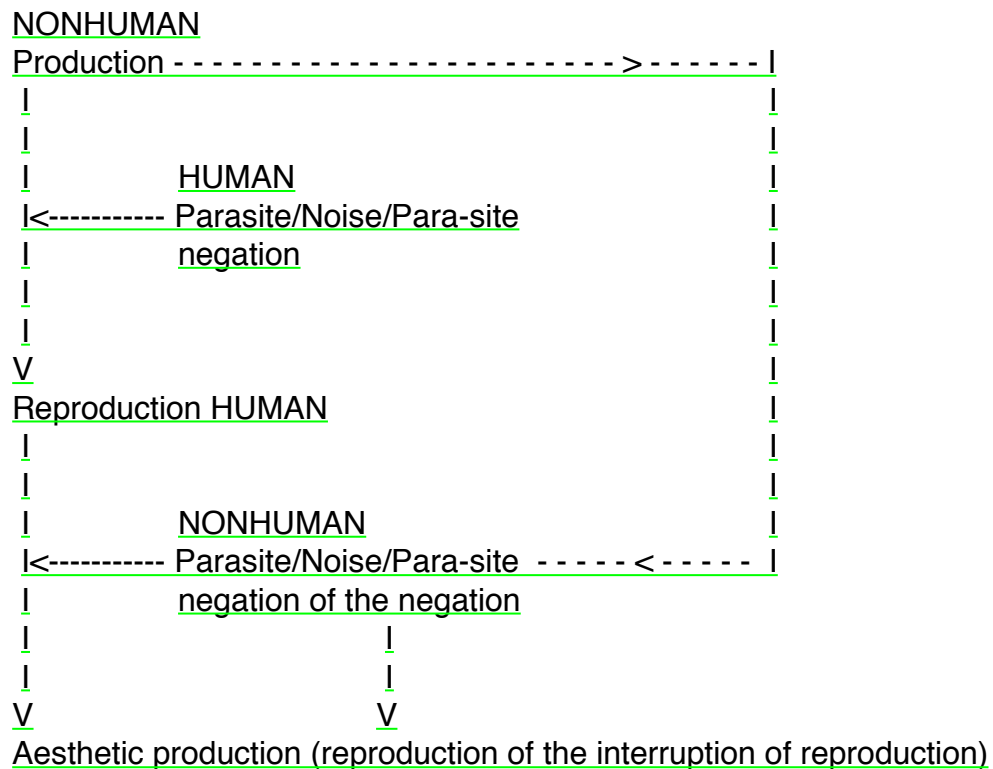 NONHUMAN
Production - - - - - - - - - - - - - - - - - - - - - - - > - - - - - - |
| |
| |
| HUMAN |
|<----------- Parasite/Noise/Para-site |
| negation |
| |
| |
V |
Reproduction HUMAN |
| |
| |
| NONHUMAN |
|<----------- Parasite/Noise/Para-site - - - - - < - - - - - |
| negation of the negation
| |
| |
V V
Aesthetic production (reproduction of the interruption of reproduction)